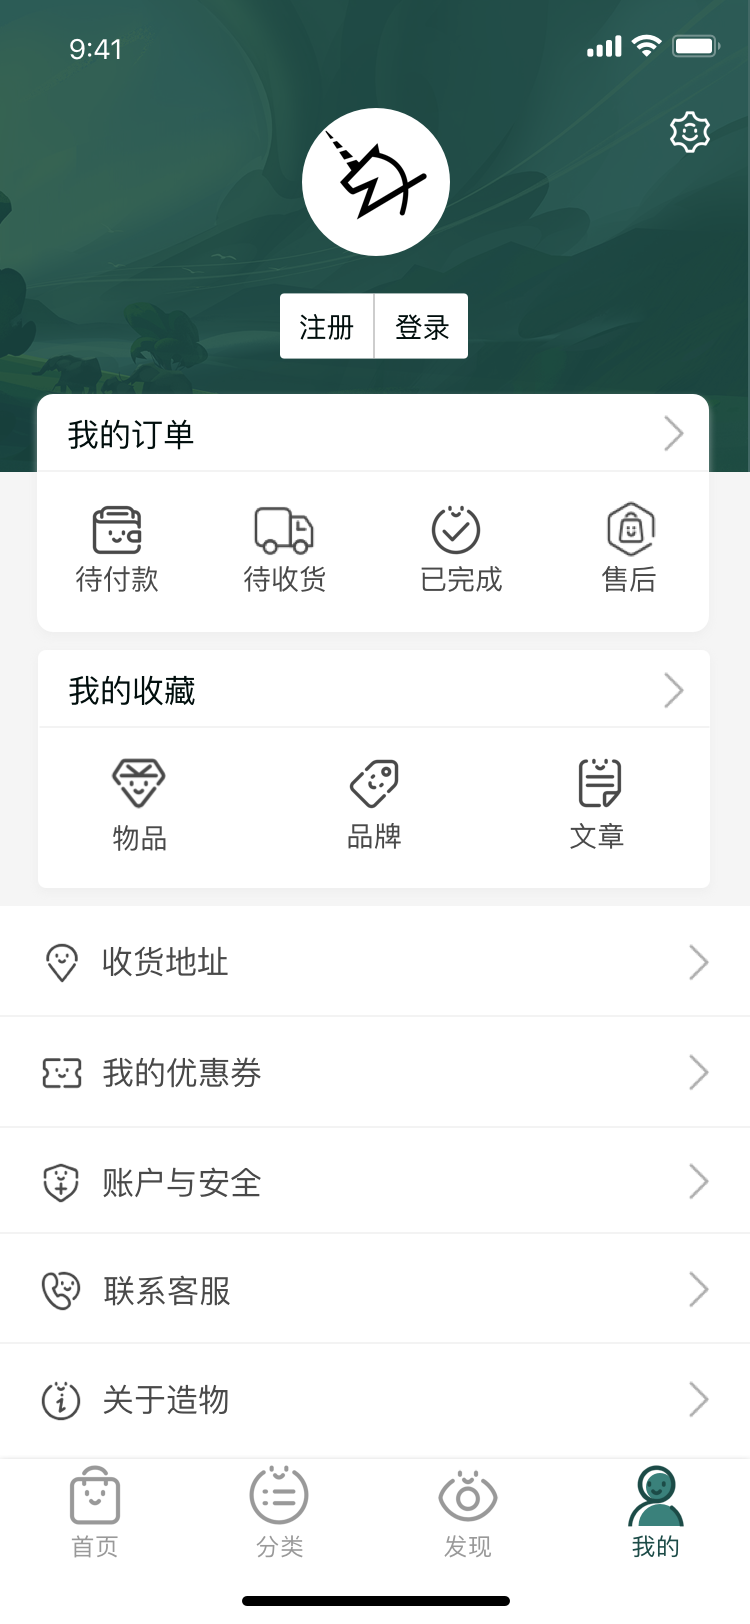 9:41
注册 登录
我的订单
待付款 待收货 已完成 售后
我的收藏
物品 品牌 文章
收货地址
我的优惠券
账户与安全
联系客服
关于造物
首页 分类 发现 我的